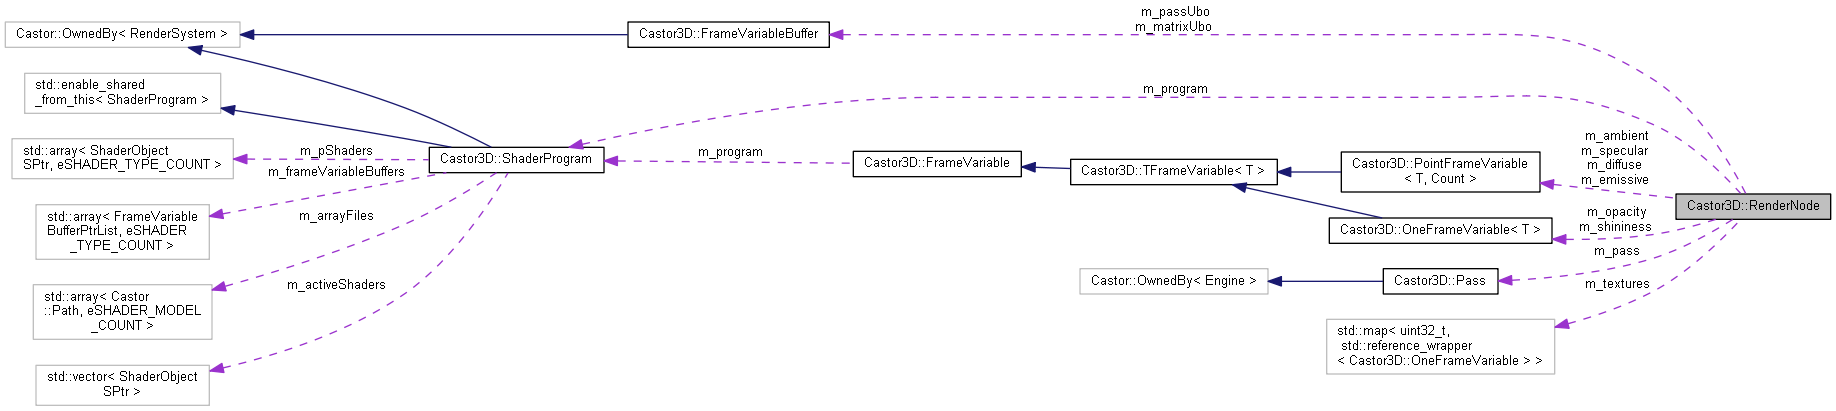 m_passUbo
m_matrixUbo
Castor::OwnedBy< RenderSystem >
Castor3D::FrameVariableBuffer
std::enable_shared
_from_this< ShaderProgram >
m_program
std::array< ShaderObject
SPtr, eSHADER_TYPE_COUNT >
m_pShaders
m_frameVariableBuffers
Castor3D::ShaderProgram
m_program
Castor3D::FrameVariable
Castor3D::TFrameVariable< T >
Castor3D::PointFrameVariable
< T, Count >
m_ambient
m_specular
m_diffuse
m_emissive
Castor3D::RenderNode
std::array< FrameVariable
BufferPtrList, eSHADER
_TYPE_COUNT >
m_arrayFiles
Castor3D::OneFrameVariable< T >
m_opacity
m_shininess
m_pass
std::array< Castor
::Path, eSHADER_MODEL
_COUNT >
m_activeShaders
Castor::OwnedBy< Engine >
Castor3D::Pass
m_textures
std::map< uint32_t,
std::reference_wrapper
< Castor3D::OneFrameVariable > >
std::vector< ShaderObject
SPtr >